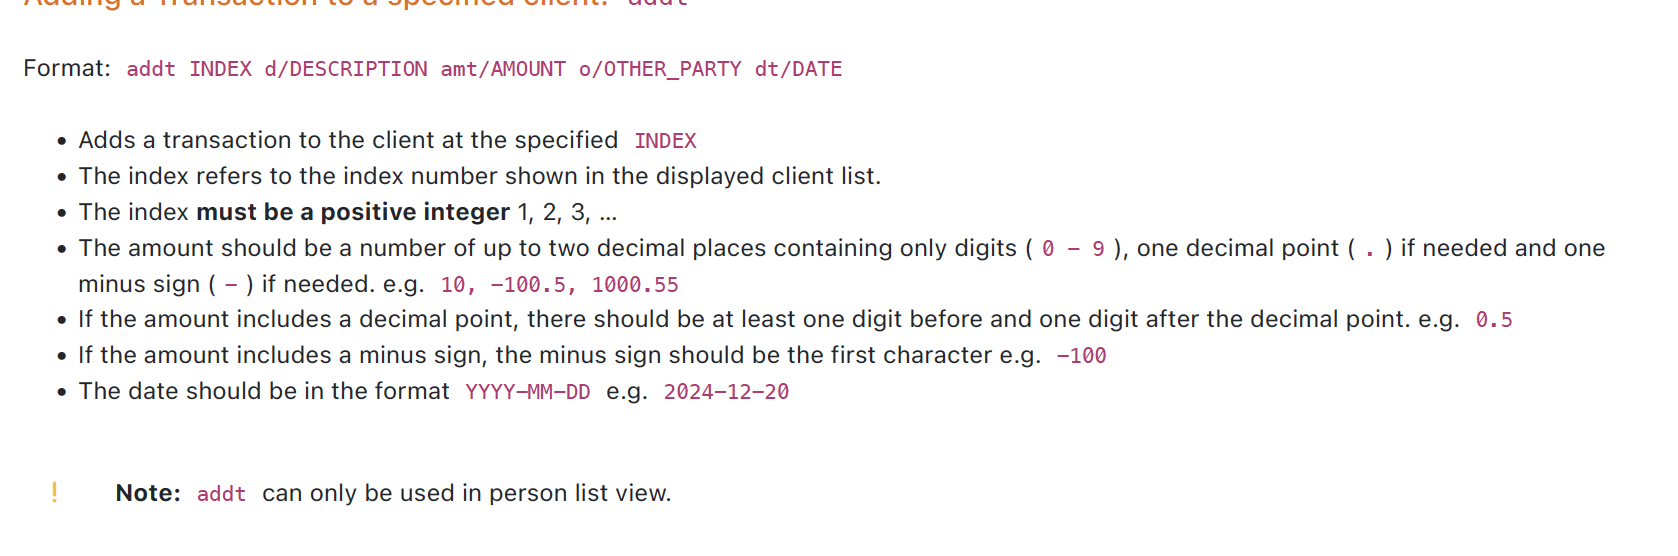 Adding a Transaction to a specified client: addt
Format: addt INDEX d/DESCRIPTION amt/AMOUNT o/OTHER_PARTY dt/DATE
• Adds a transaction to the client at the specified INDEX
• The index refers to the index number shown in the displayed client list.
• The index must be a positive integer 1, 2, 3, …
• The amount should be a number of up to two decimal places containing only digits ( 0 - 9 ), one decimal point ( . ) if needed and one
minus sign ( - ) if needed. e.g. 10, -100.5, 1000.55
• If the amount includes a decimal point, there should be at least one digit before and one digit after the decimal point. e.g. 0.5
• If the amount includes a minus sign, the minus sign should be the first character e.g. -100
• The date should be in the format YYYY-MM-DD e.g. 2024-12-20
! Note: addt can only be used in person list view.